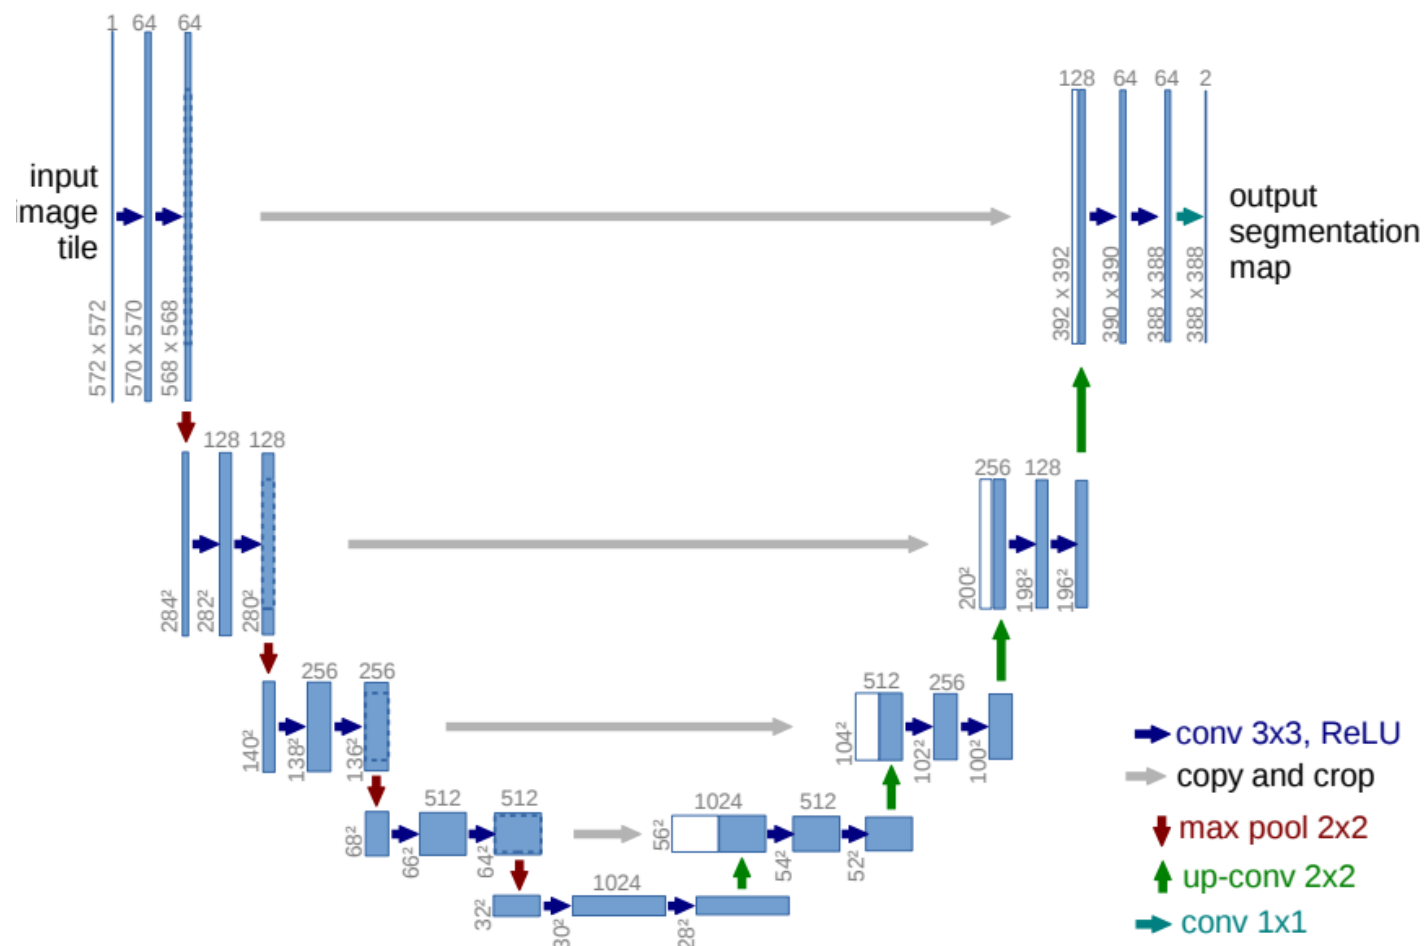 1 64 64
128 64 64 2
input
image
tile
output
segmentation
map
572 x 572
570 x 570
568 x 568
392 x 392
390 x 390
388 x 388
388 x 388
128 128
256 128
284²
282²
280²
200²
198²
196²
256 256
512 256
140²
138²
136²
104²
102²
100²
conv 3x3, ReLU
copy and crop
max pool 2x2
up-conv 2x2
conv 1x1
512 512
1024 512
68²
66²
64²
56²
54²
52²
1024
32²
30²
28²